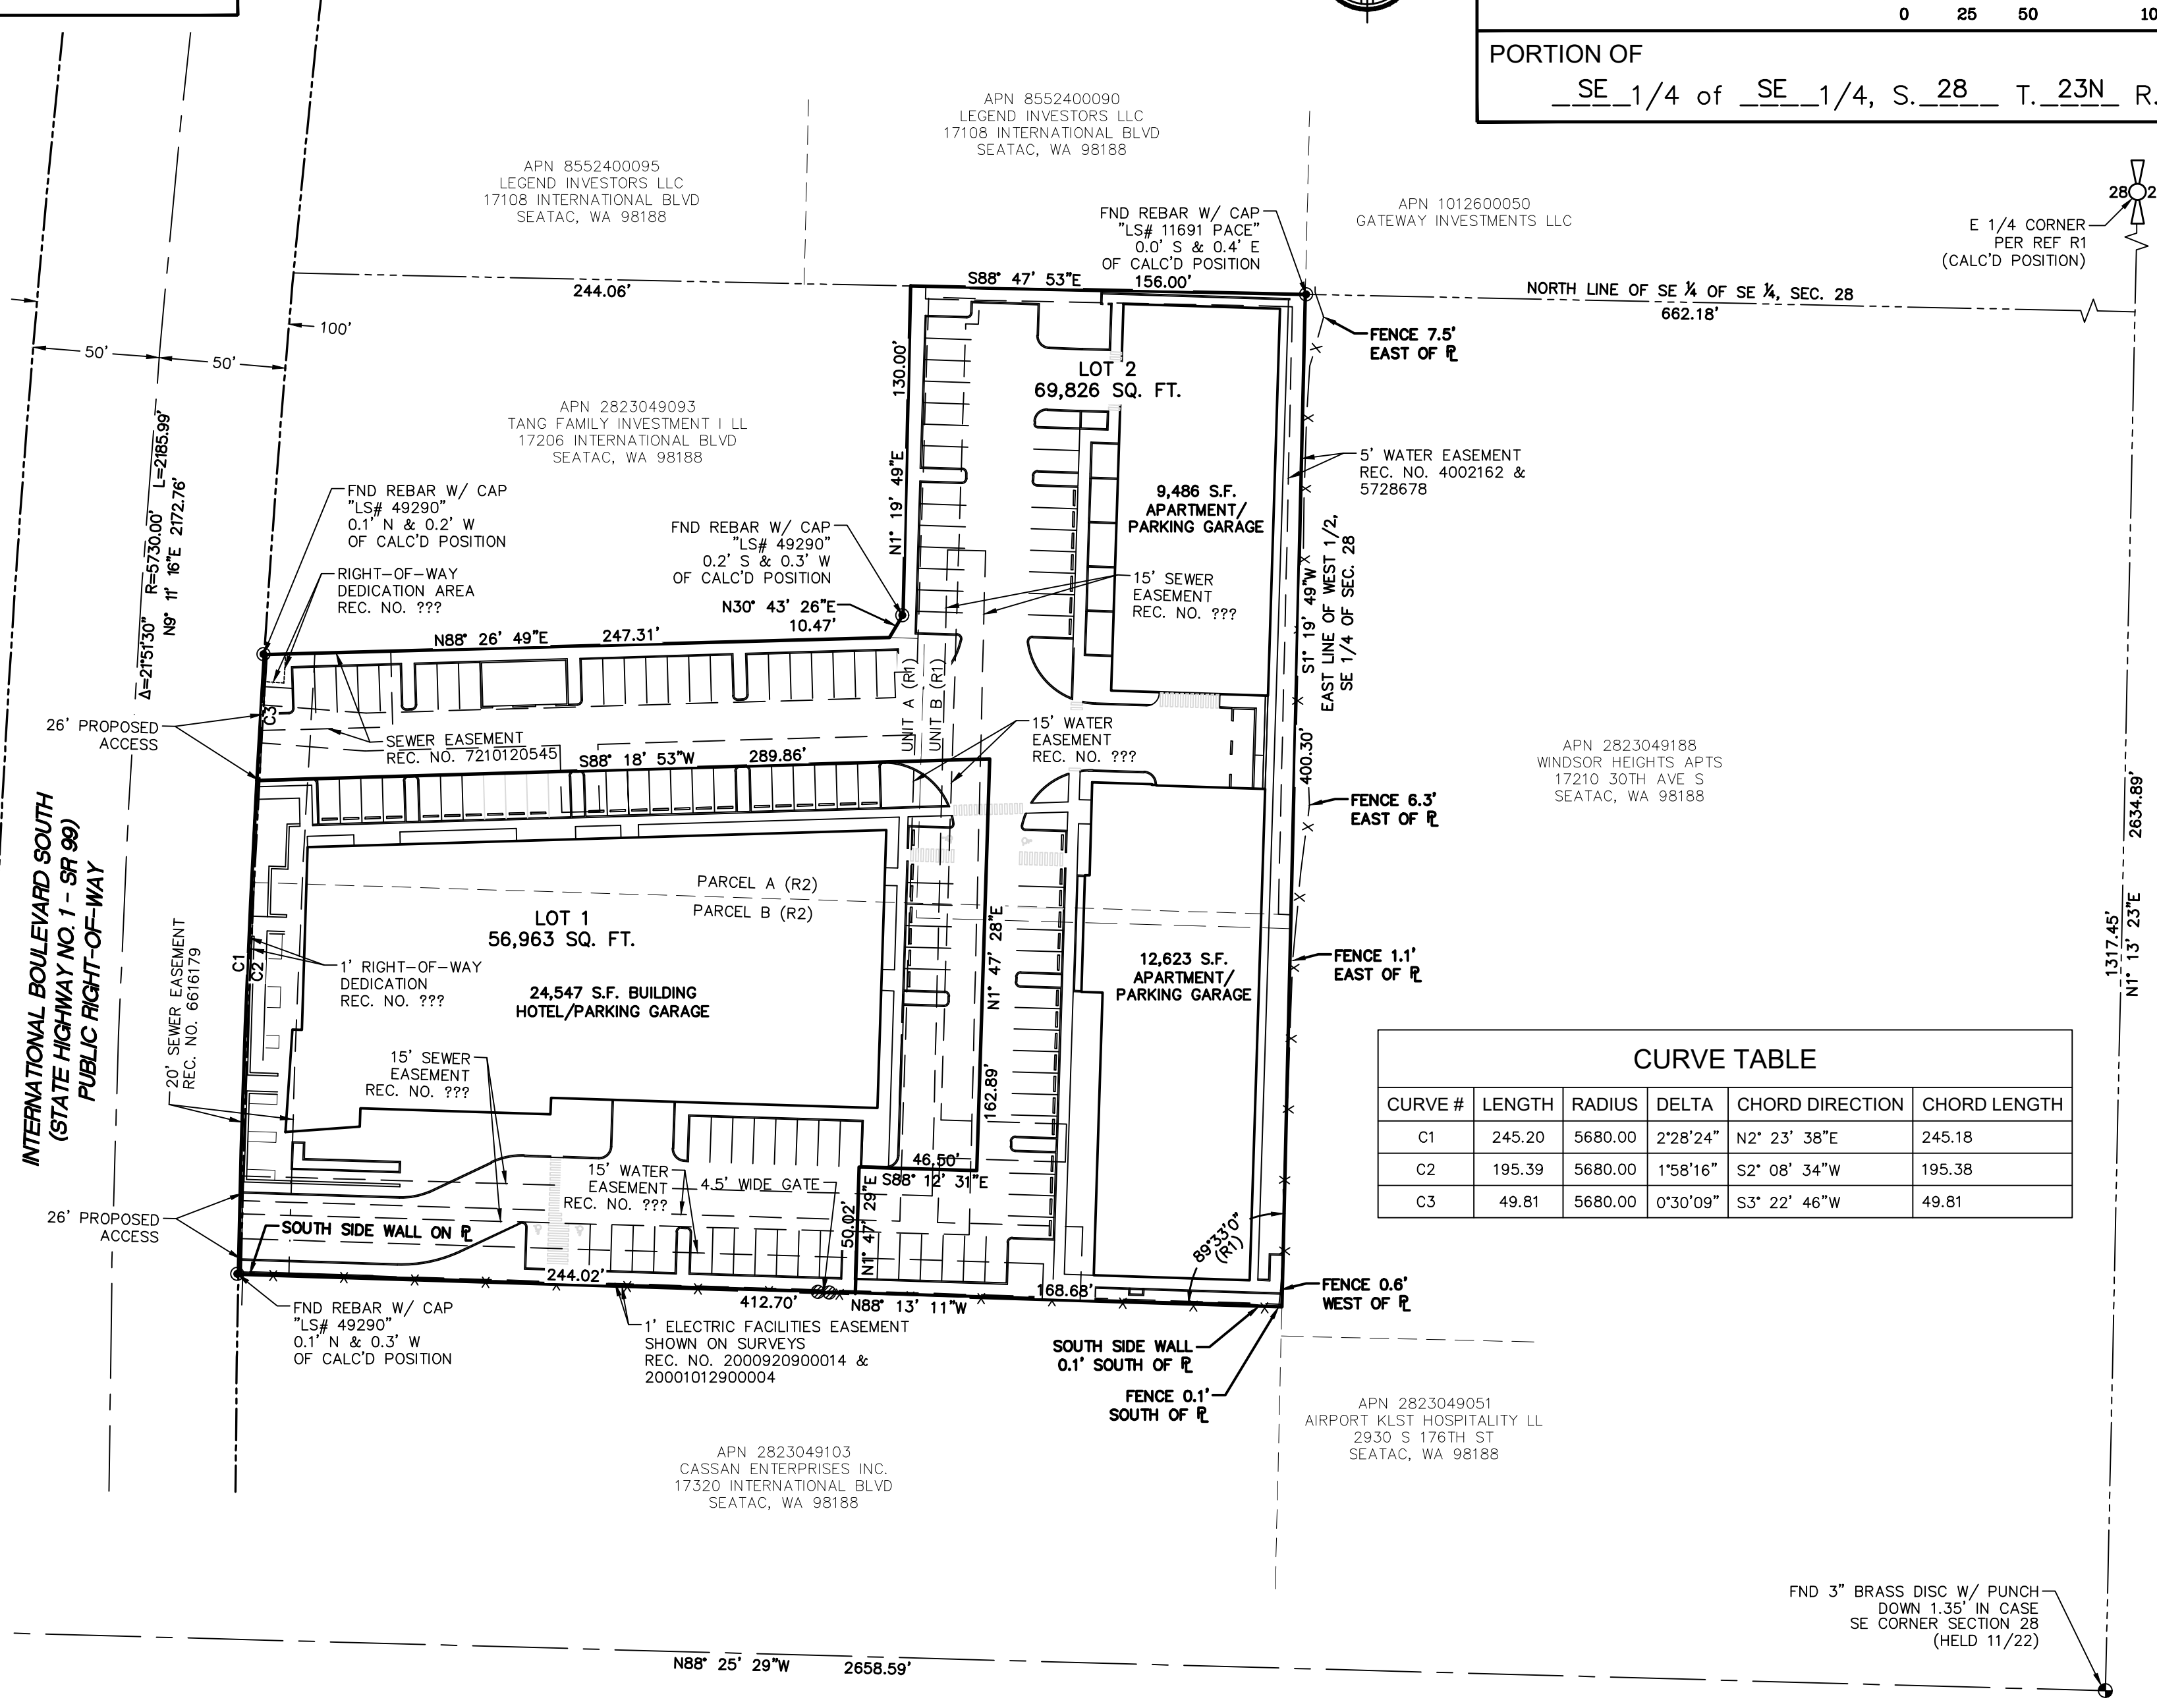 0 25 50
PORTION OF
SE 1/4 of SE 1/4, S. 28 T. 23N R.
APN 8552400090
LEGEND INVESTORS LLC
17108 INTERNATIONAL BLVD
SEATAC, WA 98188
APN 8552400095
LEGEND INVESTORS LLC
17108 INTERNATIONAL BLVD
SEATAC, WA 98188
APN 1012600050
GATEWAY INVESTMENTS LLC
FND REBAR W/ CAP
"LS# 11691 PACE"
0.0' S & 0.4' E
OF CALC'D POSITION
28
E 1/4 CORNER
PER REF R1
(CALC'D POSITION)
S88° 47' 53"E
156.00'
244.06'
NORTH LINE OF SE ¼ OF SE ¼, SEC. 28
662.18'
100'
50'
50'
FENCE 7.5'
EAST OF ℙL
130.00'
N1° 19' 49"E
LOT 2
69,826 SQ. FT.
APN 2823049093
TANG FAMILY INVESTMENT I LL
17206 INTERNATIONAL BLVD
SEATAC, WA 98188
Δ=21°51'30" R=5730.00' L=2185.99'
N9° 11' 16"E 2172.76'
5' WATER EASEMENT
REC. NO. 4002162 &
5728678
9,486 S.F.
APARTMENT/
PARKING GARAGE
FND REBAR W/ CAP
"LS# 49290"
0.1' N & 0.2' W
OF CALC'D POSITION
FND REBAR W/ CAP
"LS# 49290"
0.2' S & 0.3' W
OF CALC'D POSITION
RIGHT-OF-WAY
DEDICATION AREA
REC. NO. ???
15' SEWER
EASEMENT
REC. NO. ???
N30° 43' 26"E
10.47'
N88° 26' 49"E 247.31'
S1° 19' 49"W
400.30'
EAST LINE OF WEST 1/2,
SE 1/4 OF SEC. 28
UNIT A (R1)
UNIT B (R1)
C3
26' PROPOSED
ACCESS
SEWER EASEMENT
REC. NO. 7210120545
15' WATER
EASEMENT
REC. NO. ???
S88° 18' 53"W 289.86'
APN 2823049188
WINDSOR HEIGHTS APTS
17210 30TH AVE S
SEATAC, WA 98188
FENCE 6.3'
EAST OF ℙL
2634.89'
1317.45'
N1° 13' 23"E
INTERNATIONAL BOULEVARD SOUTH
(STATE HIGHWAY NO. 1 - SR 99)
PUBLIC RIGHT-OF-WAY
PARCEL A (R2)
PARCEL B (R2)
LOT 1
56,963 SQ. FT.
20' SEWER EASEMENT
REC. NO. 6616179
C1
C2
1' RIGHT-OF-WAY
DEDICATION
REC. NO. ???
24,547 S.F. BUILDING
HOTEL/PARKING GARAGE
N1° 47' 28"E
162.89'
12,623 S.F.
APARTMENT/
PARKING GARAGE
FENCE 1.1'
EAST OF ℙL
CURVE TABLE
CURVE # LENGTH RADIUS DELTA CHORD DIRECTION CHORD LENGTH
C1 245.20 5680.00 2°28'24" N2° 23' 38"E 245.18
C2 195.39 5680.00 1°58'16" S2° 08' 34"W 195.38
C3 49.81 5680.00 0°30'09" S3° 22' 46"W 49.81
15' SEWER
EASEMENT
REC. NO. ???
15' WATER
EASEMENT
REC. NO. ???
4.5' WIDE GATE
46.50'
S88° 12' 31"E
50.02'
N1° 47' 29"E
26' PROPOSED
ACCESS
SOUTH SIDE WALL ON ℙL
89°33'0"
(R1)
244.02'
412.70'
N88° 13' 11"W
168.68'
FENCE 0.6'
WEST OF ℙL
FND REBAR W/ CAP
"LS# 49290"
0.1' N & 0.3' W
OF CALC'D POSITION
1' ELECTRIC FACILITIES EASEMENT
SHOWN ON SURVEYS
REC. NO. 2000920900014 &
20001012900004
SOUTH SIDE WALL
0.1' SOUTH OF ℙL
FENCE 0.1'
SOUTH OF ℙL
APN 2823049051
AIRPORT KLST HOSPITALITY LL
2930 S 176TH ST
SEATAC, WA 98188
APN 2823049103
CASSAN ENTERPRISES INC.
17320 INTERNATIONAL BLVD
SEATAC, WA 98188
FND 3" BRASS DISC W/ PUNCH
DOWN 1.35' IN CASE
SE CORNER SECTION 28
(HELD 11/22)
N88° 25' 29"W 2658.59'